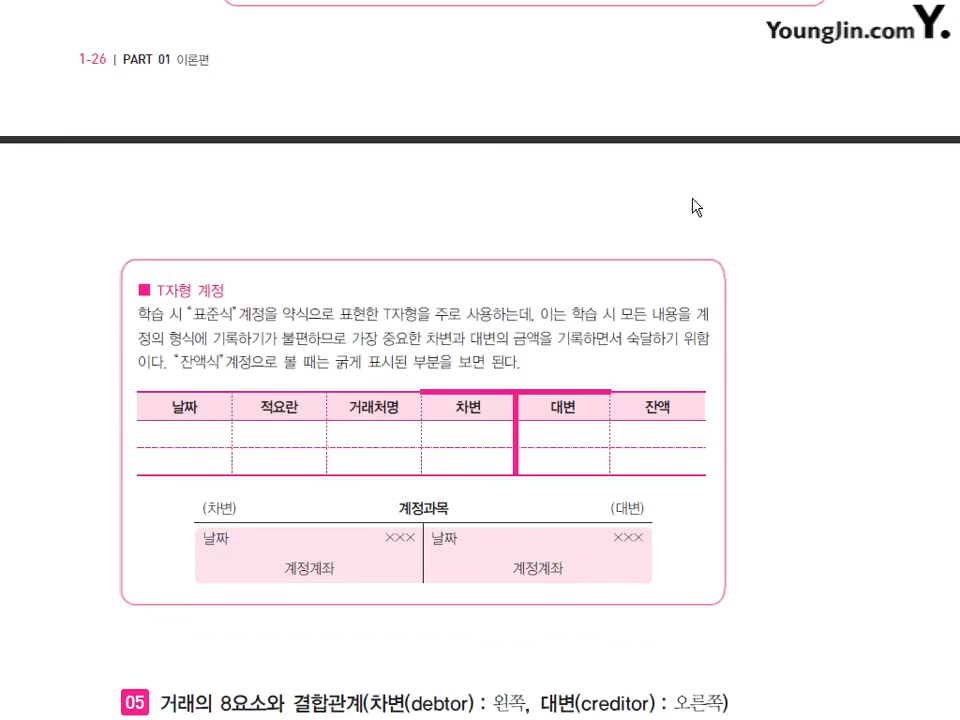 YoungJin.com Y.
1-26 | PART 01 이론편
■ T자형 계정
학습 시 “표준식”계정을 약식으로 표현한 T자형을 주로 사용하는데, 이는 학습 시 모든 내용을 계
정의 형식에 기록하기가 불편하므로 가장 중요한 차변과 대변의 금액을 기록하면서 숙달하기 위함
이다. “잔액식”계정으로 볼 때는 굵게 표시된 부분을 보면 된다.
날짜 적요란 거래처명 차변 대변 잔액
(차변) 계정과목 (대변)
날짜 ××× 날짜 ×××
계정계좌 계정계좌
05 거래의 8요소와 결합관계(차변(debtor) : 왼쪽, 대변(creditor) : 오른쪽)